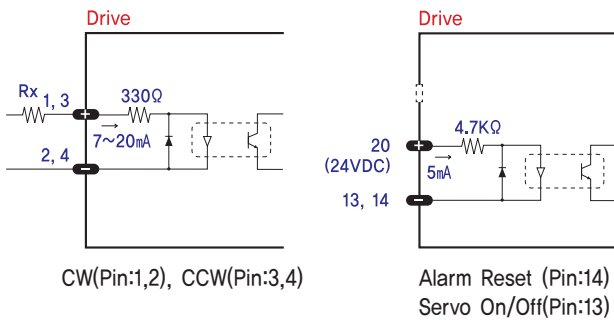 Drive
Rx
1, 3
330Ω
7~20mA
2, 4
CW(Pin:1,2), CCW(Pin:3,4)
Drive
20
(24VDC)
4.7KΩ
5mA
13, 14
Alarm Reset (Pin:14)
Servo On/Off(Pin:13)